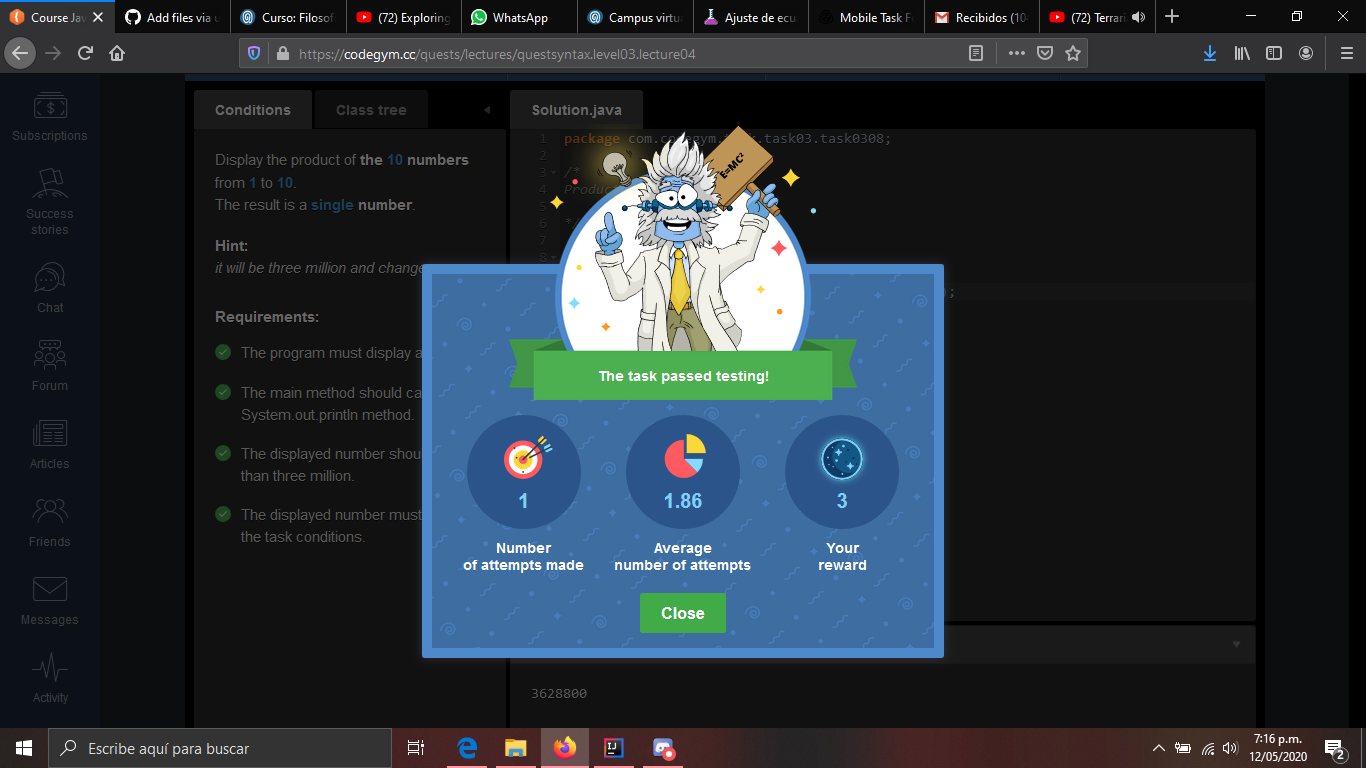 Course Jav
Add files via u
Curso: Filosof
(72) Exploring
WhatsApp
Campus virtu
Ajuste de ecu
Mobile Task F
Recibidos (104
(72) Terrari
https://codegym.cc/quests/lectures/questsyntax.level03.lecture04
Subscriptions
Success
stories
Chat
Forum
Articles
Friends
Messages
Activity
Conditions
Class tree
Display the product of the 10 numbers
from 1 to 10.
The result is a single number.
Hint:
it will be three million and change
Requirements:
The program must display a
The main method should ca
System.out.println method.
The displayed number shou
than three million.
The displayed number must
the task conditions.
Solution.java
1 package com.codegym.task.task03.task0308;
2
3 /*
4 Produc
5
6 *
7
8
);
E=MC²
The task passed testing!
1
Number
of attempts made
1.86
Average
number of attempts
3
Your
reward
Close
3628800
Escribe aquí para buscar
7:16 p.m.
12/05/2020
2